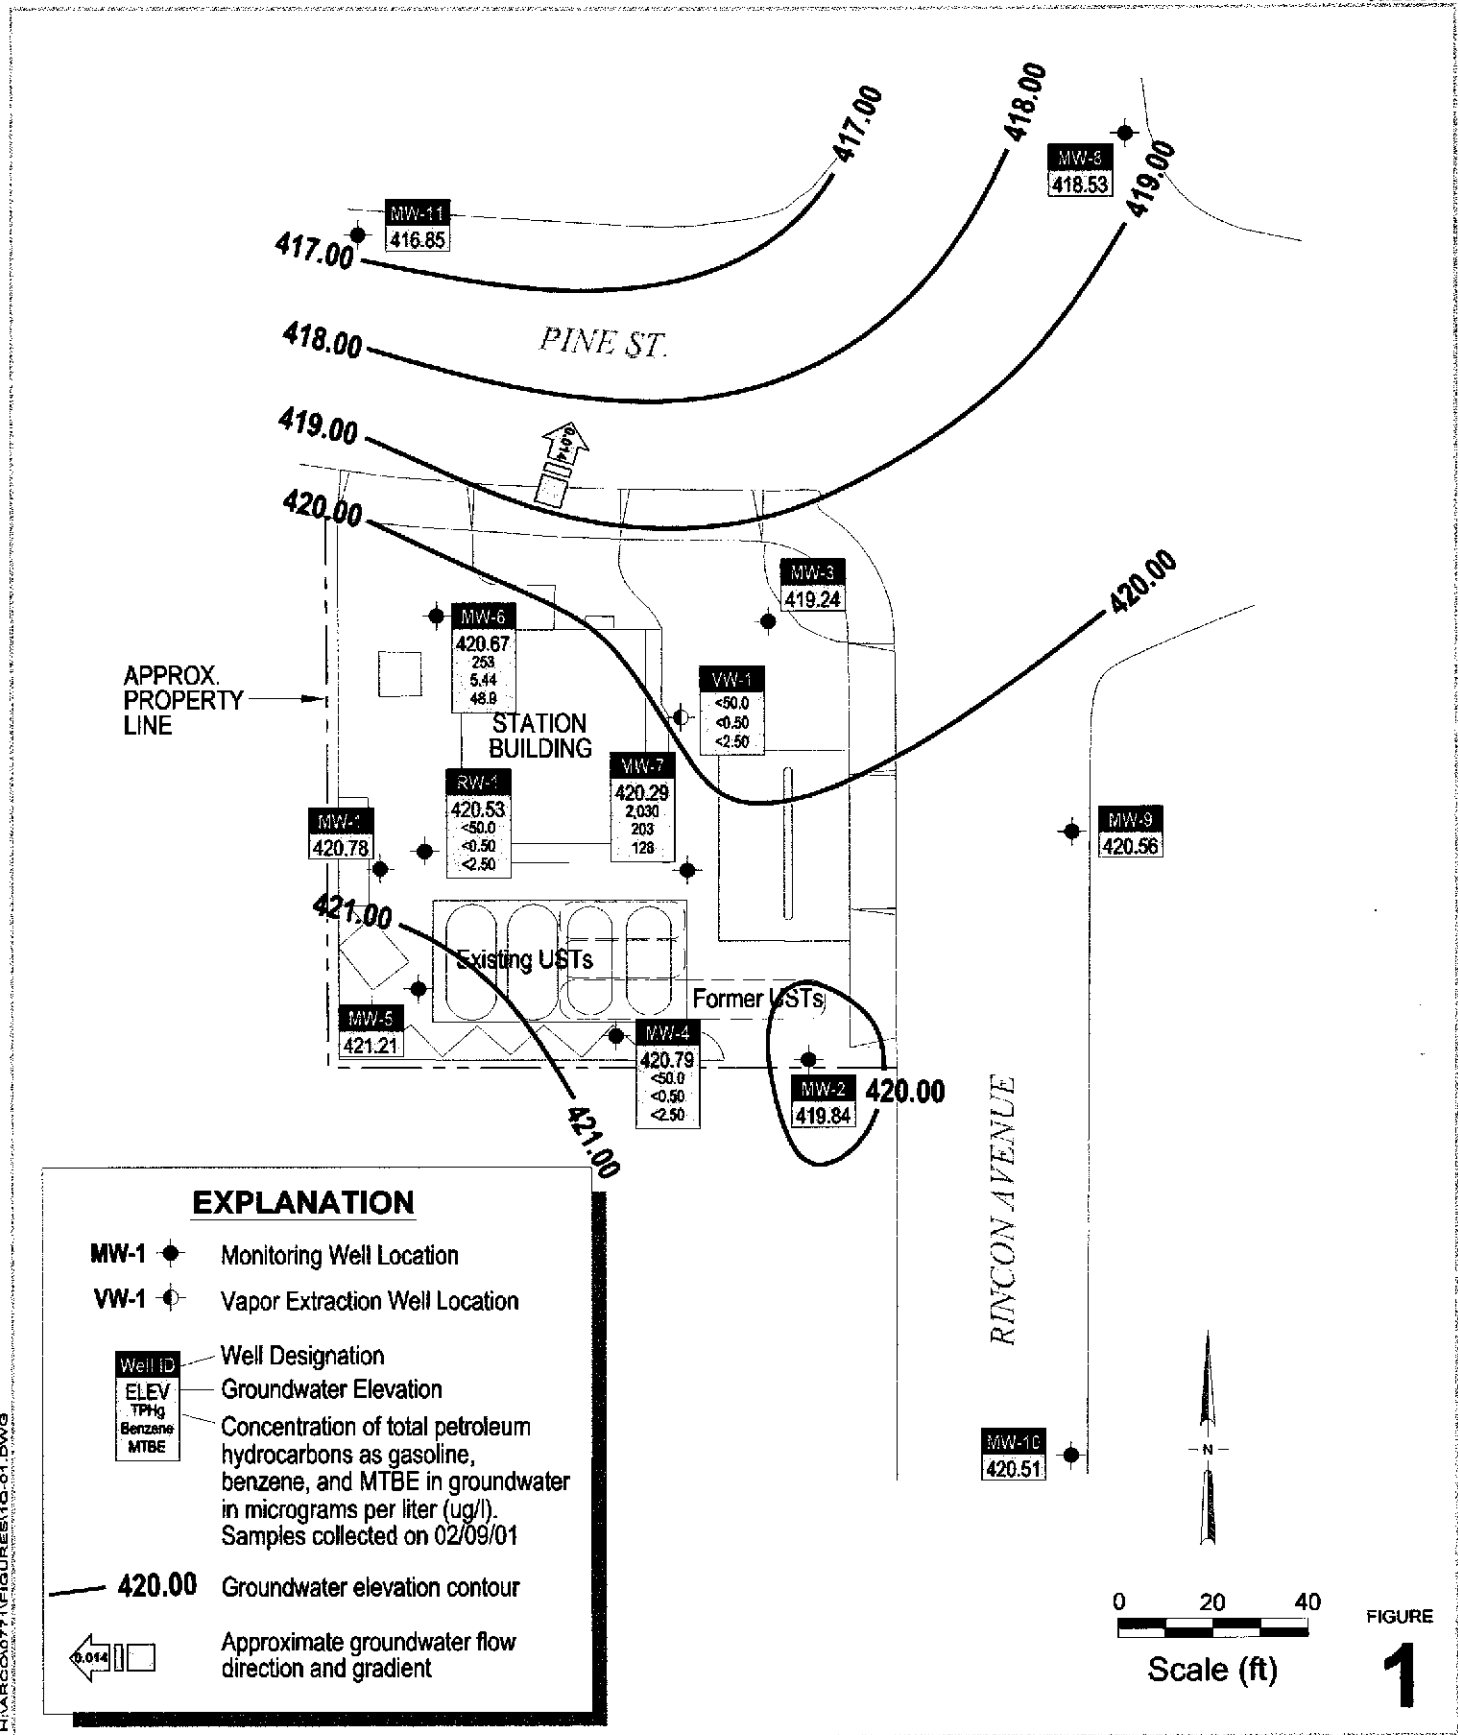 417.00
418.00
MW-8
418.53
419.00
MW-11
416.85
417.00
PINE ST.
418.00
419.00
0.014
420.00
MW-3
419.24
420.00
MW-6
420.67
253
5.44
48.9
APPROX.
PROPERTY
LINE
VW-1
<50.0
<0.50
<2.50
STATION
BUILDING
MW-7
420.29
2,030
203
128
RW-1
420.53
<50.0
<0.50
<2.50
MW-1
420.78
MW-9
420.56
421.00
Existing USTs
Former USTs
MW-5
421.21
MW-4
420.79
<50.0
<0.50
<2.50
MW-2
419.84
420.00
421.00
RINCON AVENUE
MW-10
420.51
EXPLANATION
MW-1 Monitoring Well Location
VW-1 Vapor Extraction Well Location
Well ID
ELEV
TPHg
Benzene
MTBE
Well Designation
Groundwater Elevation
Concentration of total petroleum
hydrocarbons as gasoline,
benzene, and MTBE in groundwater
in micrograms per liter (ug/l).
Samples collected on 02/09/01
420.00 Groundwater elevation contour
0.014
Approximate groundwater flow
direction and gradient
N
0 20 40
Scale (ft)
FIGURE
1
H:\ARCO\0771\FIGURES\1Q-01.DWG